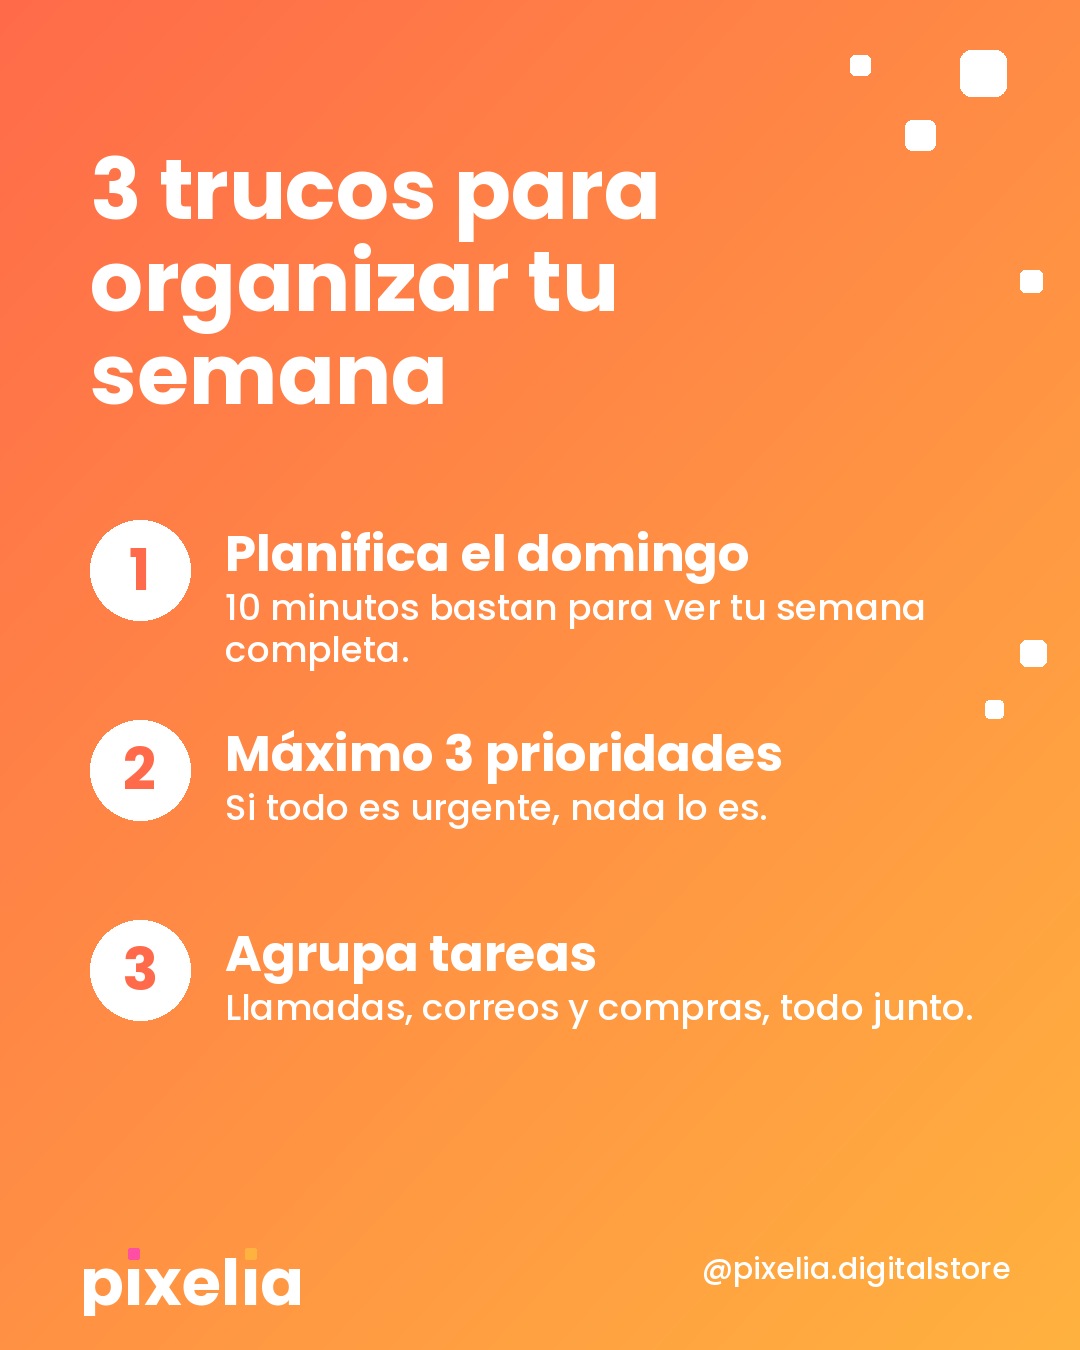 3 trucos para
organizar tu
semana
1
Planifica el domingo
10 minutos bastan para ver tu semana
completa.
2
Máximo 3 prioridades
Si todo es urgente, nada lo es.
3
Agrupa tareas
Llamadas, correos y compras, todo junto.
pixelia
@pixelia.digitalstore